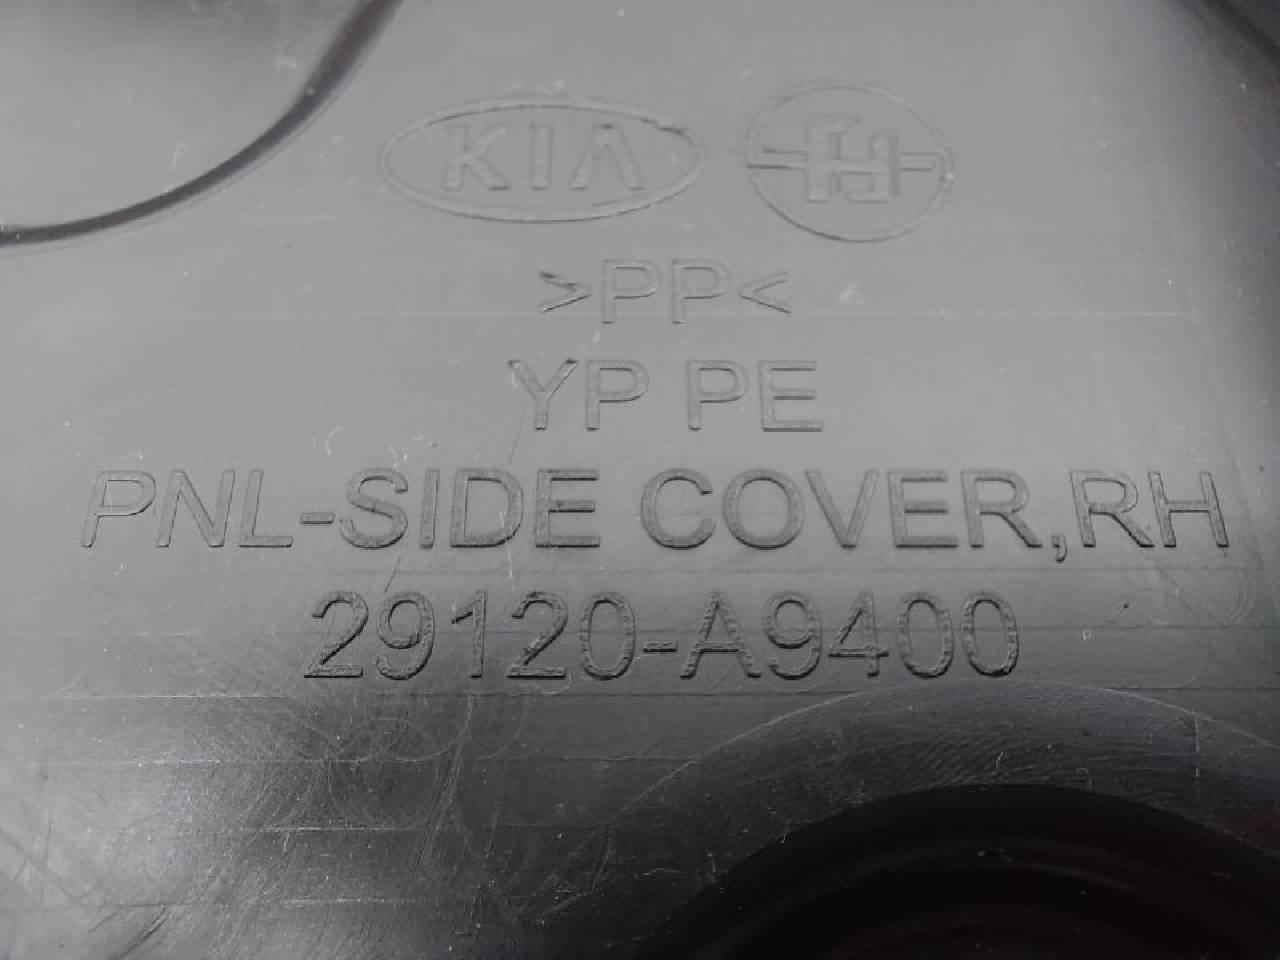 KIA
>PP<
YP PE
PNL-SIDE COVER,RH
29120-A9400